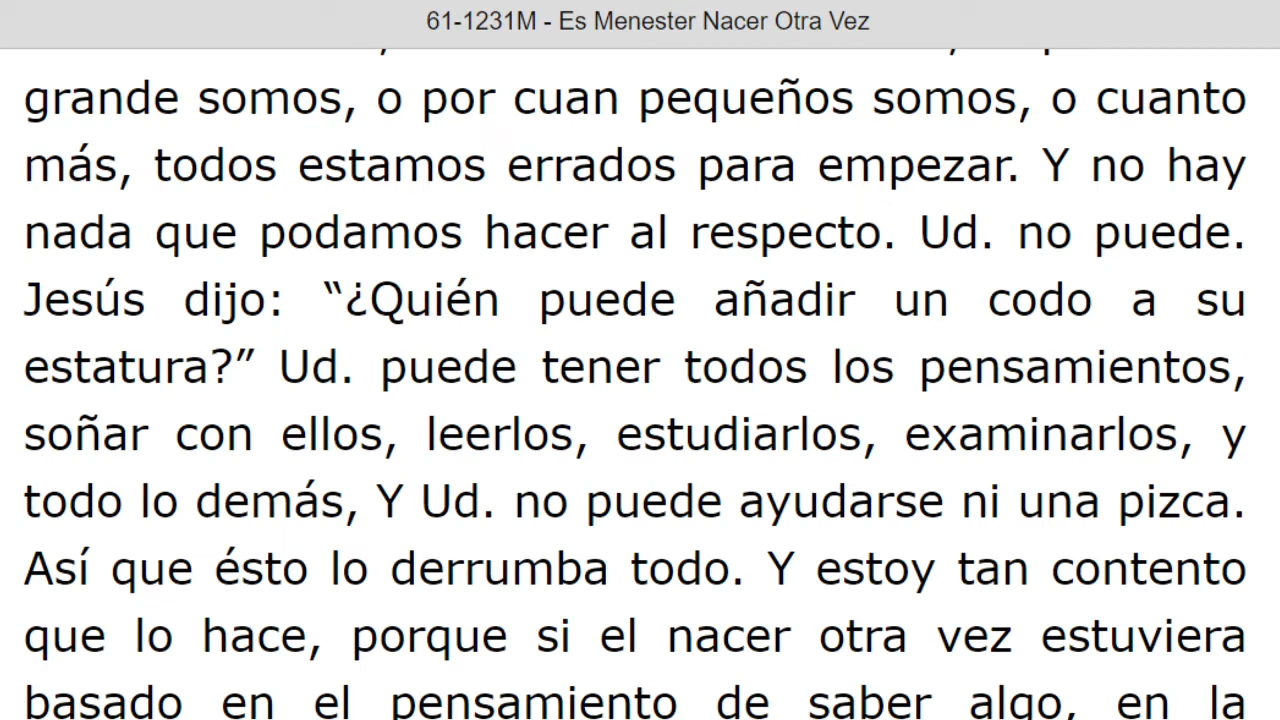 61-1231M - Es Menester Nacer Otra Vez
grande somos, o por cuan pequeños somos, o cuanto
más, todos estamos errados para empezar. Y no hay
nada que podamos hacer al respecto. Ud. no puede.
Jesús dijo: “¿Quién puede añadir un codo a su
estatura?” Ud. puede tener todos los pensamientos,
soñar con ellos, leerlos, estudiarlos, examinarlos, y
todo lo demás, Y Ud. no puede ayudarse ni una pizca.
Así que ésto lo derrumba todo. Y estoy tan contento
que lo hace, porque si el nacer otra vez estuviera
basado en el pensamiento de saber algo, en la